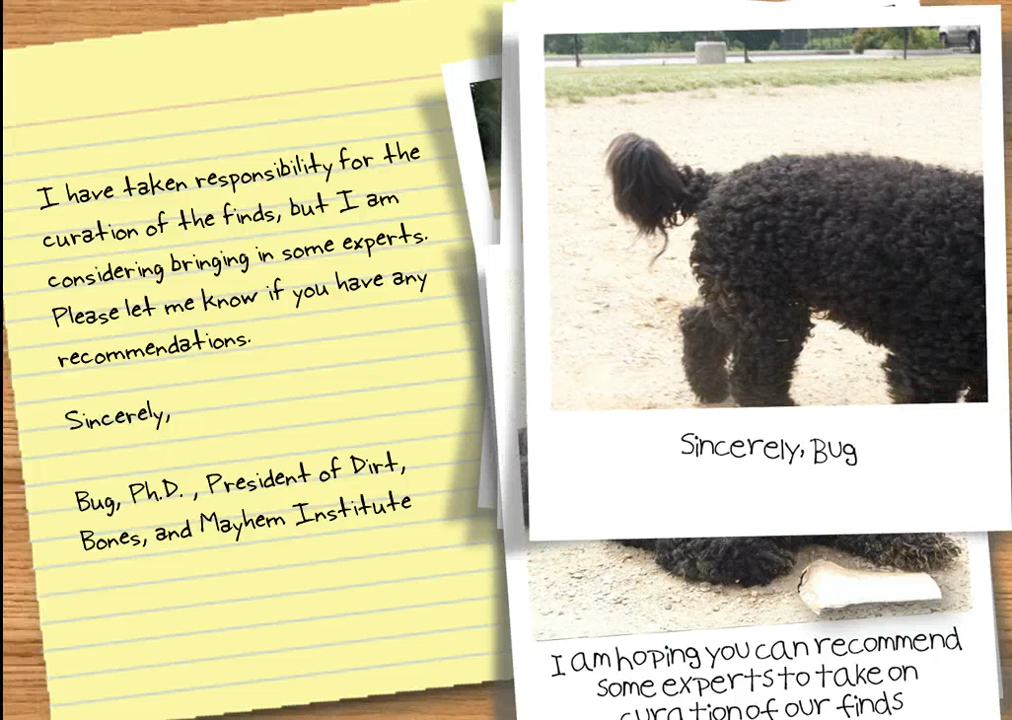 I have taken responsibility for the
curation of the finds, but I am
considering bringing in some experts.
Please let me know if you have any
recommendations.
Sincerely,
Bug, Ph.D., President of Dirt,
Bones, and Mayhem Institute
Sincerely, Bug
I am hoping you can recommend
some experts to take on
curation of our finds